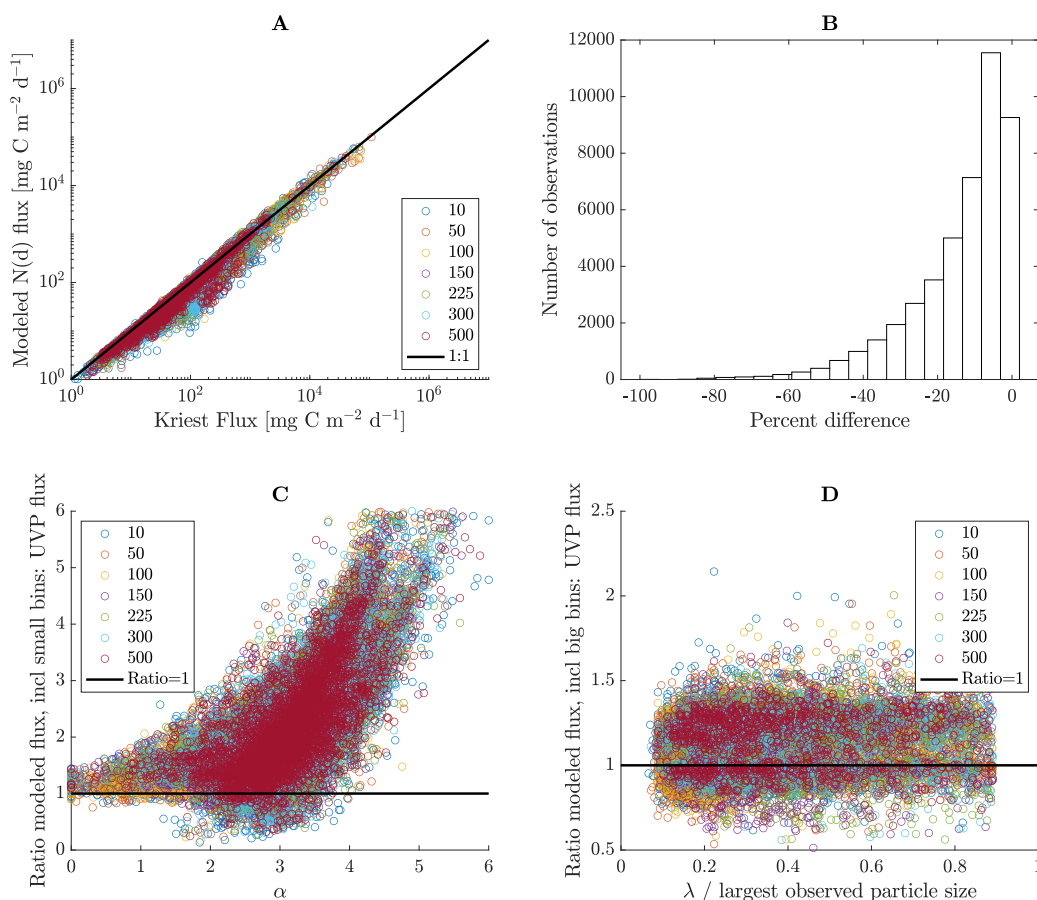 A
Modeled N(d) flux [mg C m⁻² d⁻¹]
10⁶
10⁴
10²
10⁰
10⁰ 10² 10⁴ 10⁶
Kriest Flux [mg C m⁻² d⁻¹]
10
50
100
150
225
300
500
1:1
B
Number of observations
12000
10000
8000
6000
4000
2000
0
-100 -80 -60 -40 -20 0
Percent difference
C
Ratio modeled flux, incl small bins: UVP flux
6
5
4
3
2
1
0
0 1 2 3 4 5 6
α
10
50
100
150
225
300
500
Ratio=1
D
Ratio modeled flux, incl big bins: UVP flux
2.5
2
1.5
1
0.5
0 0.2 0.4 0.6 0.8 1
λ / largest observed particle size
10
50
100
150
225
300
500
Ratio=1